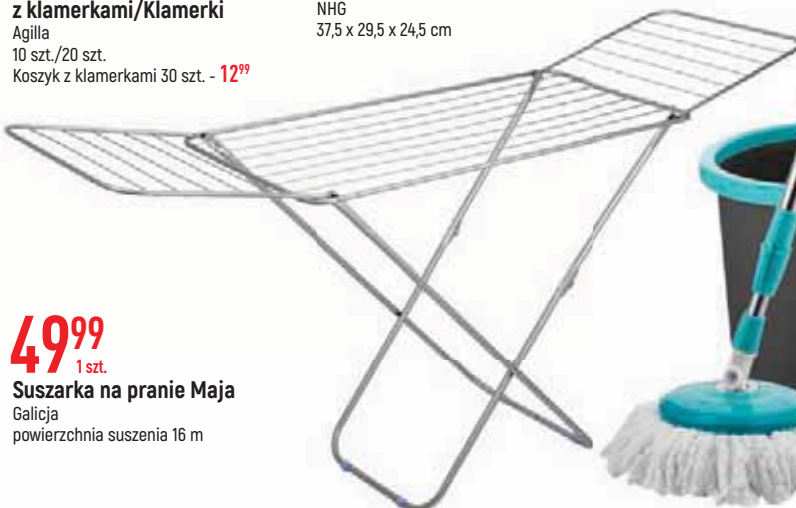 z klamerkami/Klamerki
Agilla
10 szt./20 szt.
Koszyk z klamerkami 30 szt. - 12⁹⁹
NHG
37,5 x 29,5 x 24,5 cm
49⁹⁹
1 szt.
Suszarka na pranie Maja
Galicja
powierzchnia suszenia 16 m